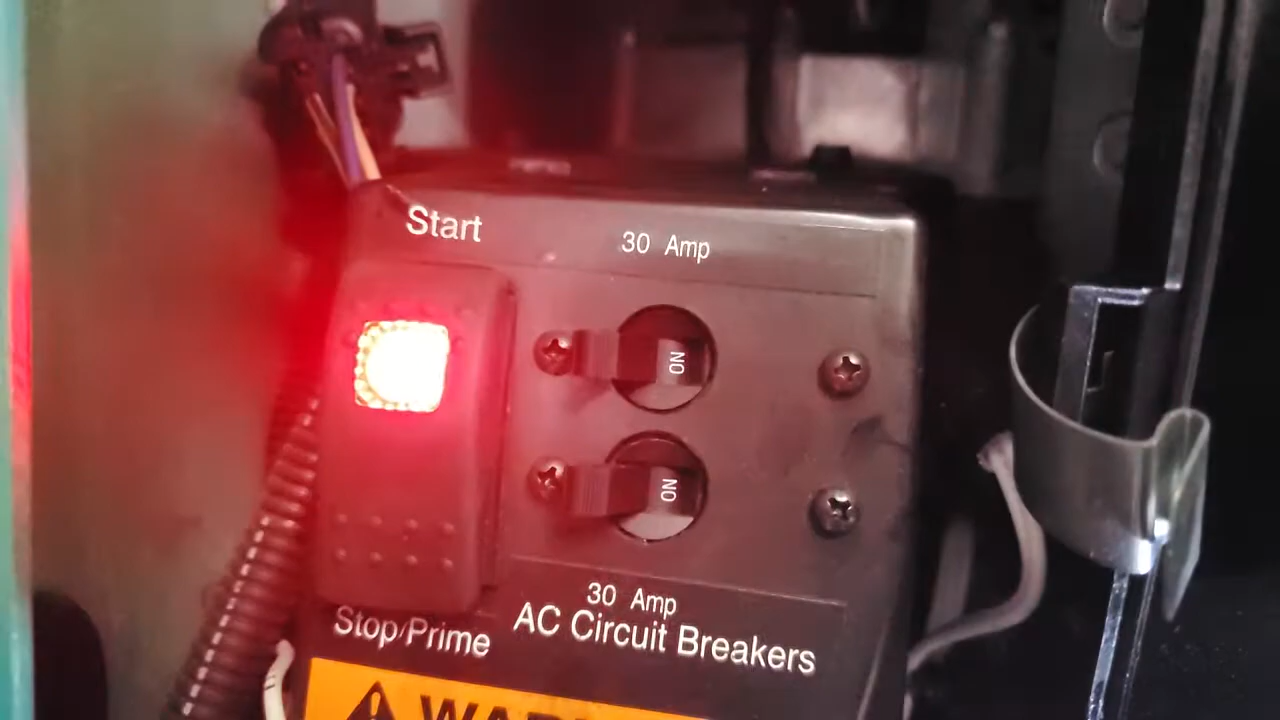 Start
30 Amp
ON
ON
30 Amp
AC Circuit Breakers
Stop/Prime